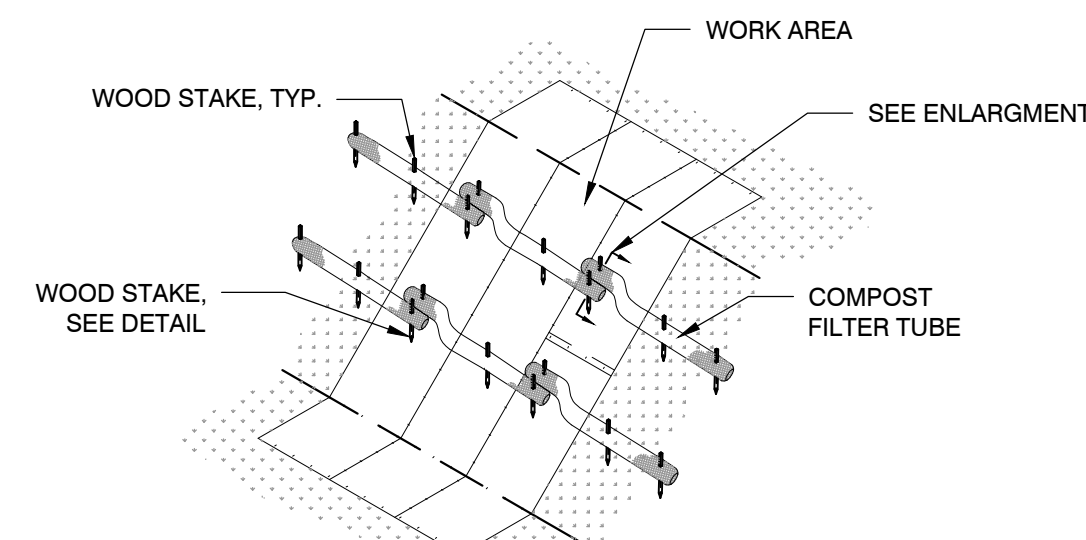 WORK AREA
WOOD STAKE, TYP.
SEE ENLARGMENT
WOOD STAKE,
SEE DETAIL
COMPOST
FILTER TUBE